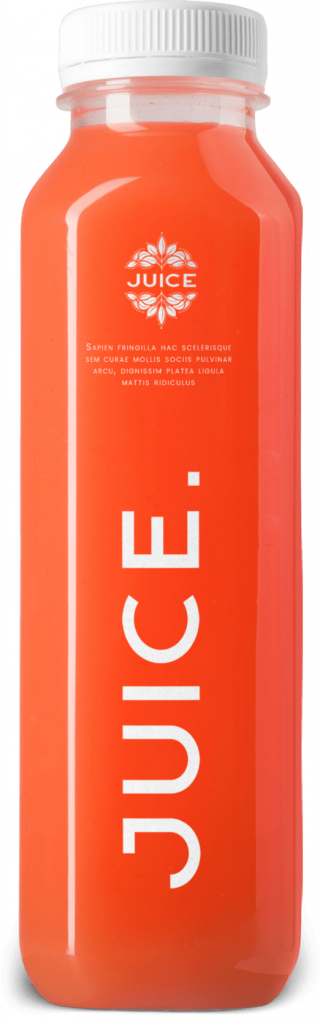 JUICE
Sapien fringilla hac scelerisque
sem curae mollis sociis pulvinar
arcu, dignissim platea ligula
mattis ridiculus
JUICE.